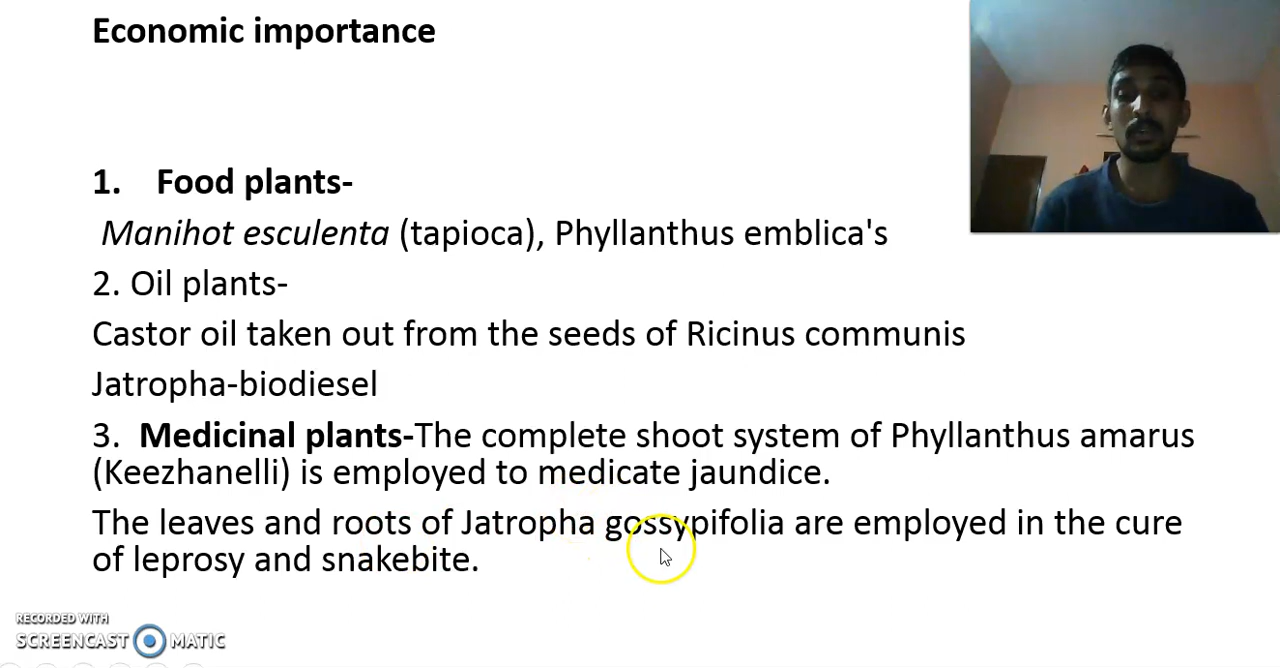 Economic importance
1. Food plants-
Manihot esculenta (tapioca), Phyllanthus emblica's
2. Oil plants-
Castor oil taken out from the seeds of Ricinus communis
Jatropha-biodiesel
3. Medicinal plants-The complete shoot system of Phyllanthus amarus
(Keezhanelli) is employed to medicate jaundice.
The leaves and roots of Jatropha gossypifolia are employed in the cure
of leprosy and snakebite.
RECORDED WITH
SCREENCAST MATIC